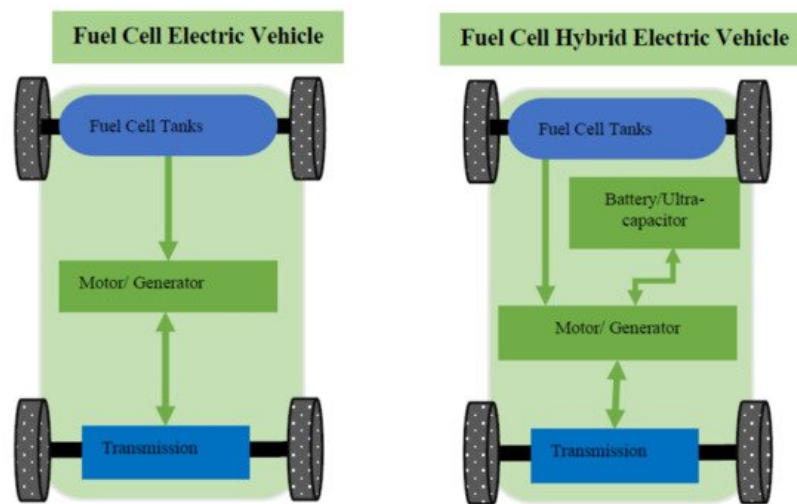 Fuel Cell Electric Vehicle
Fuel Cell Tanks
Motor/ Generator
Transmission
Fuel Cell Hybrid Electric Vehicle
Fuel Cell Tanks
Battery/Ultra-
capacitor
Motor/ Generator
Transmission